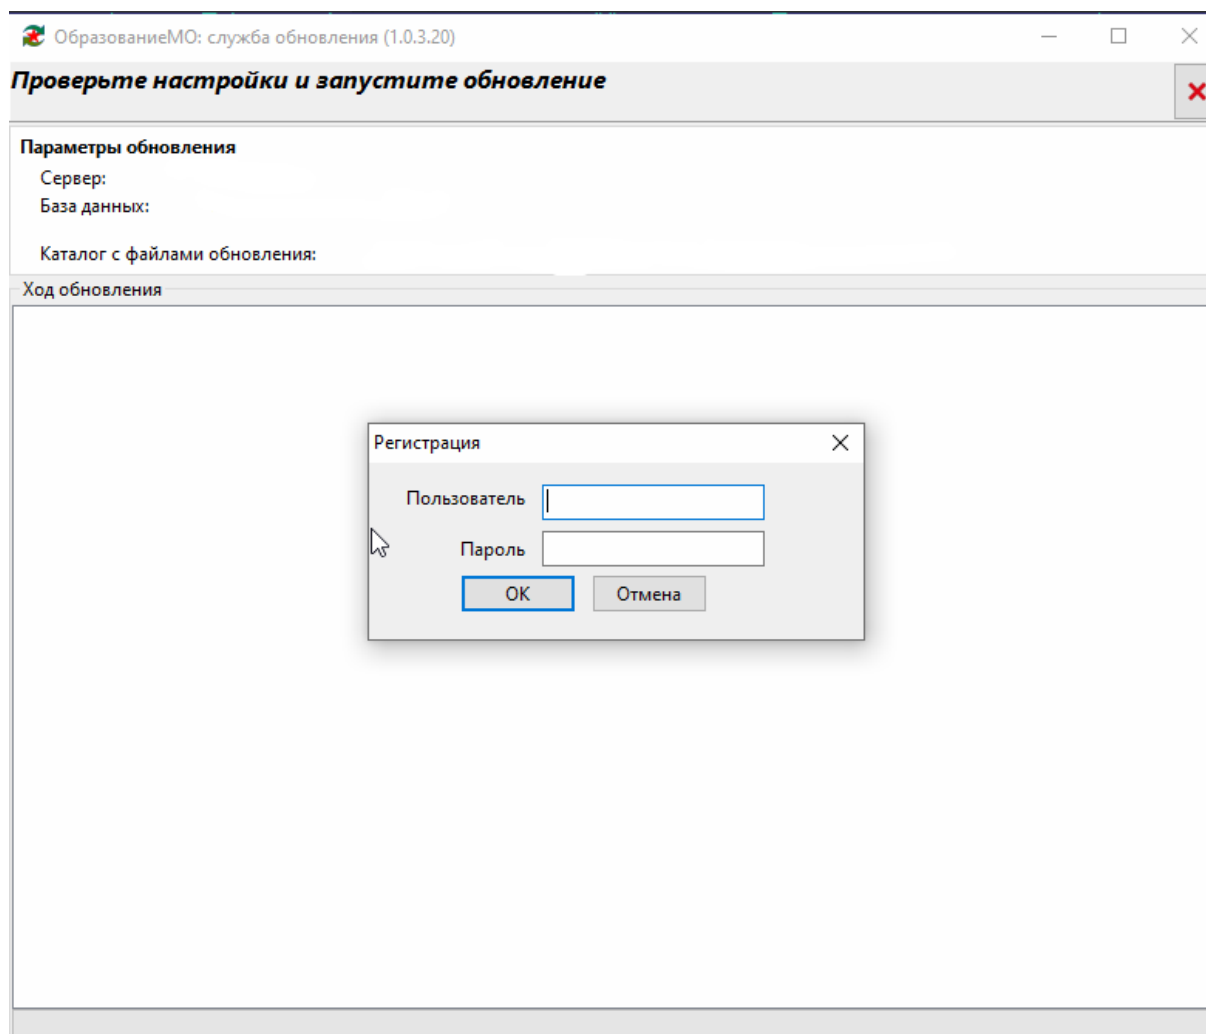 ОбразованиеМО: служба обновления (1.0.3.20)
Проверьте настройки и запустите обновление
Параметры обновления
Сервер:
База данных:
Каталог с файлами обновления:
Ход обновления
Регистрация
Пользователь
Пароль
OK
Отмена